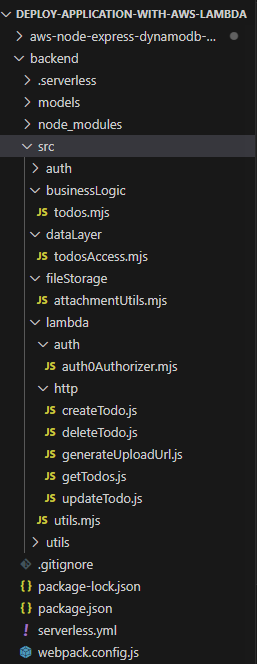 DEPLOY-APPLICATION-WITH-AWS-LAMBDA
aws-node-express-dynamodb-...
backend
.serverless
models
node_modules
src
auth
businessLogic
JS todos.mjs
dataLayer
JS todosAccess.mjs
fileStorage
JS attachmentUtils.mjs
lambda
auth
JS auth0Authorizer.mjs
http
JS createTodo.js
JS deleteTodo.js
JS generateUploadUrl.js
JS getTodos.js
JS updateTodo.js
JS utils.mjs
utils
.gitignore
{} package-lock.json
{} package.json
! serverless.yml
webpack.config.js